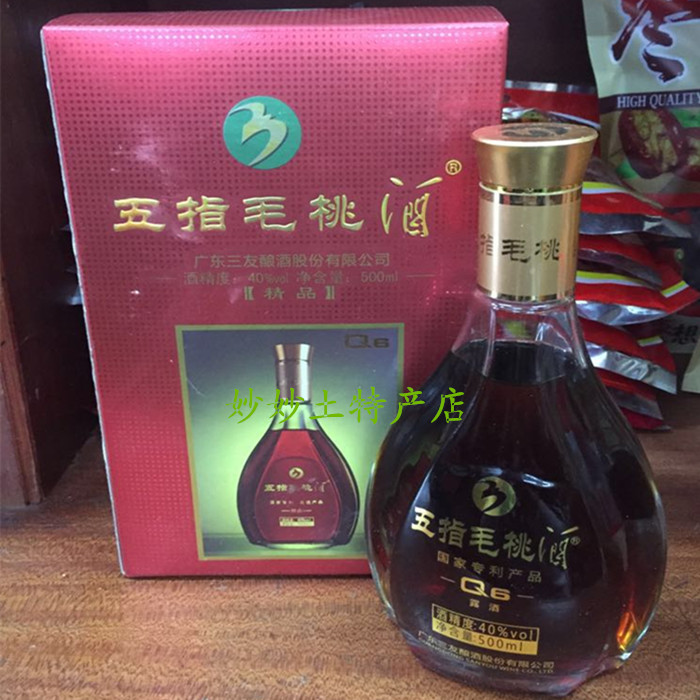 五指毛桃酒®
广东三友酿酒股份有限公司
酒精度：40%vol 净含量：500ml
【精品】
Q6
五指毛桃酒
妙妙土特产店
五指毛桃
五指毛桃酒®
国家专利产品
Q6
露酒
酒精度:40%vol
净含量:500ml
广东三友酿酒股份有限公司
HIGH QUALITY
枣